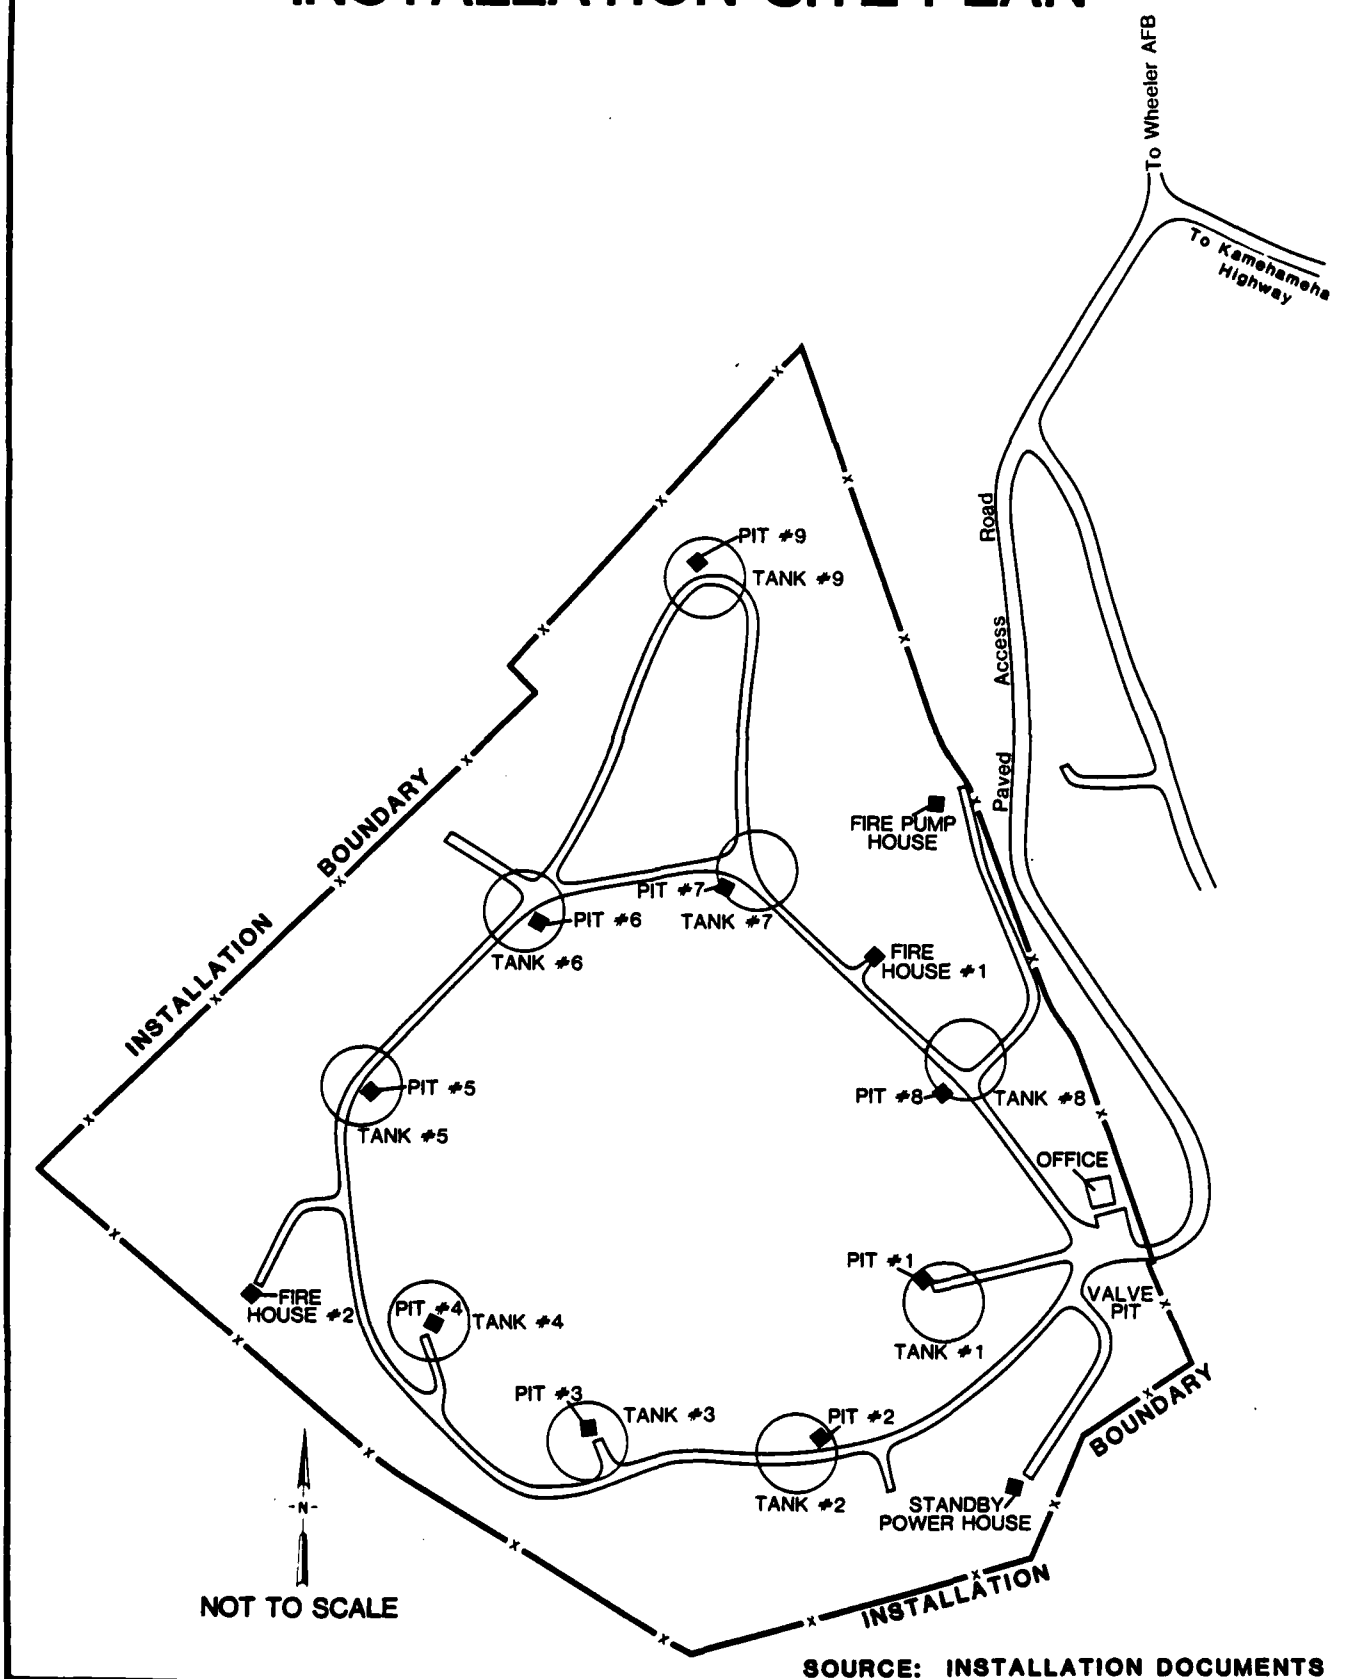 INSTALLATION SITE PLAN
To Wheeler AFB
To Kamehameha
Highway
Paved Access Road
PIT #9
TANK #9
INSTALLATION BOUNDARY
FIRE PUMP
HOUSE
PIT #7
TANK #7
PIT #6
TANK #6
FIRE
HOUSE #1
PIT #5
TANK #5
PIT #8
TANK #8
OFFICE
PIT #1
TANK #1
VALVE
PIT
FIRE
HOUSE #2
PIT #4
TANK #4
PIT #3
TANK #3
PIT #2
TANK #2
STANDBY
POWER HOUSE
INSTALLATION BOUNDARY
-N-
NOT TO SCALE
SOURCE: INSTALLATION DOCUMENTS